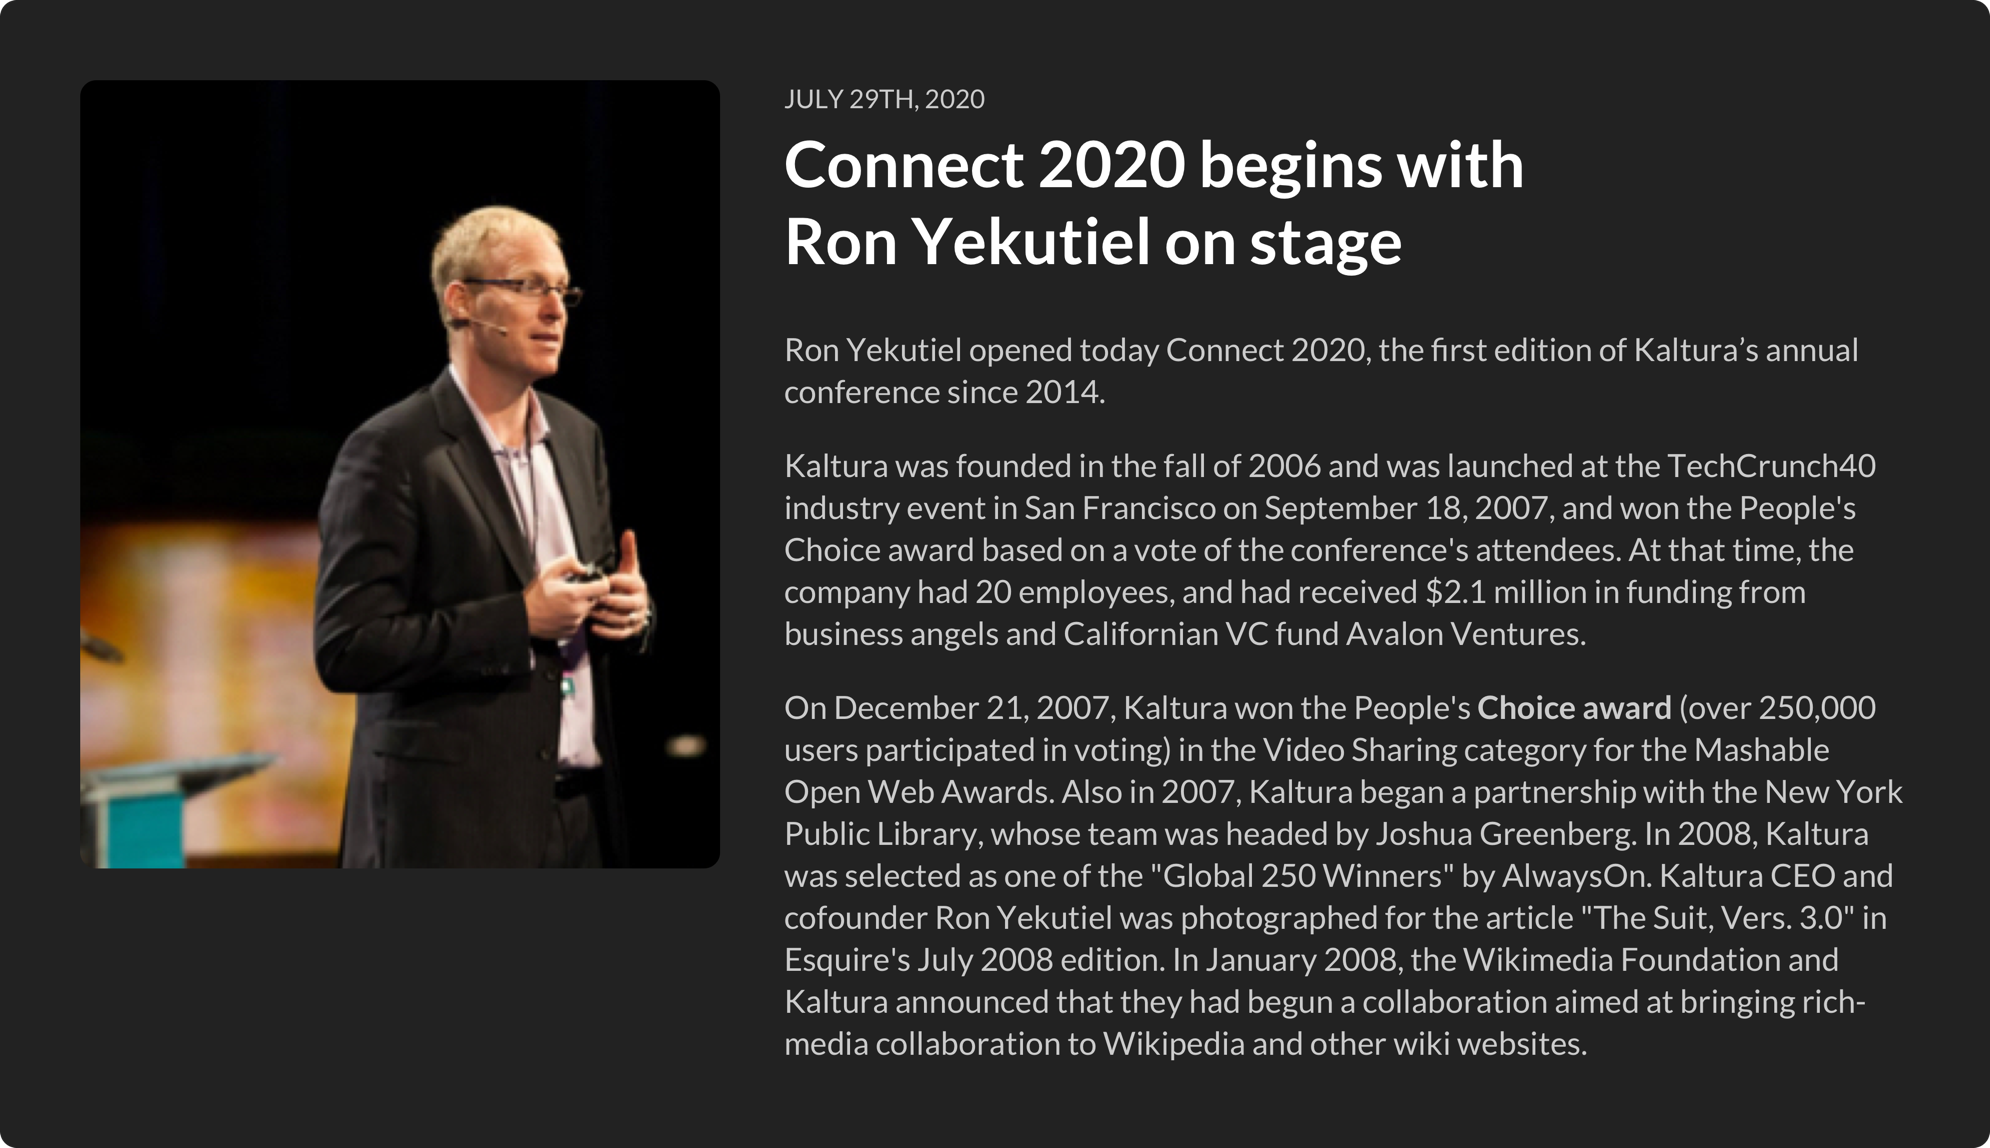 JULY 29TH, 2020
Connect 2020 begins with
Ron Yekutiel on stage
Ron Yekutiel opened today Connect 2020, the first edition of Kaltura’s annual
conference since 2014.
Kaltura was founded in the fall of 2006 and was launched at the TechCrunch40
industry event in San Francisco on September 18, 2007, and won the People's
Choice award based on a vote of the conference's attendees. At that time, the
company had 20 employees, and had received $2.1 million in funding from
business angels and Californian VC fund Avalon Ventures.
On December 21, 2007, Kaltura won the People's Choice award (over 250,000
users participated in voting) in the Video Sharing category for the Mashable
Open Web Awards. Also in 2007, Kaltura began a partnership with the New York
Public Library, whose team was headed by Joshua Greenberg. In 2008, Kaltura
was selected as one of the "Global 250 Winners" by AlwaysOn. Kaltura CEO and
cofounder Ron Yekutiel was photographed for the article "The Suit, Vers. 3.0" in
Esquire's July 2008 edition. In January 2008, the Wikimedia Foundation and
Kaltura announced that they had begun a collaboration aimed at bringing rich-
media collaboration to Wikipedia and other wiki websites.